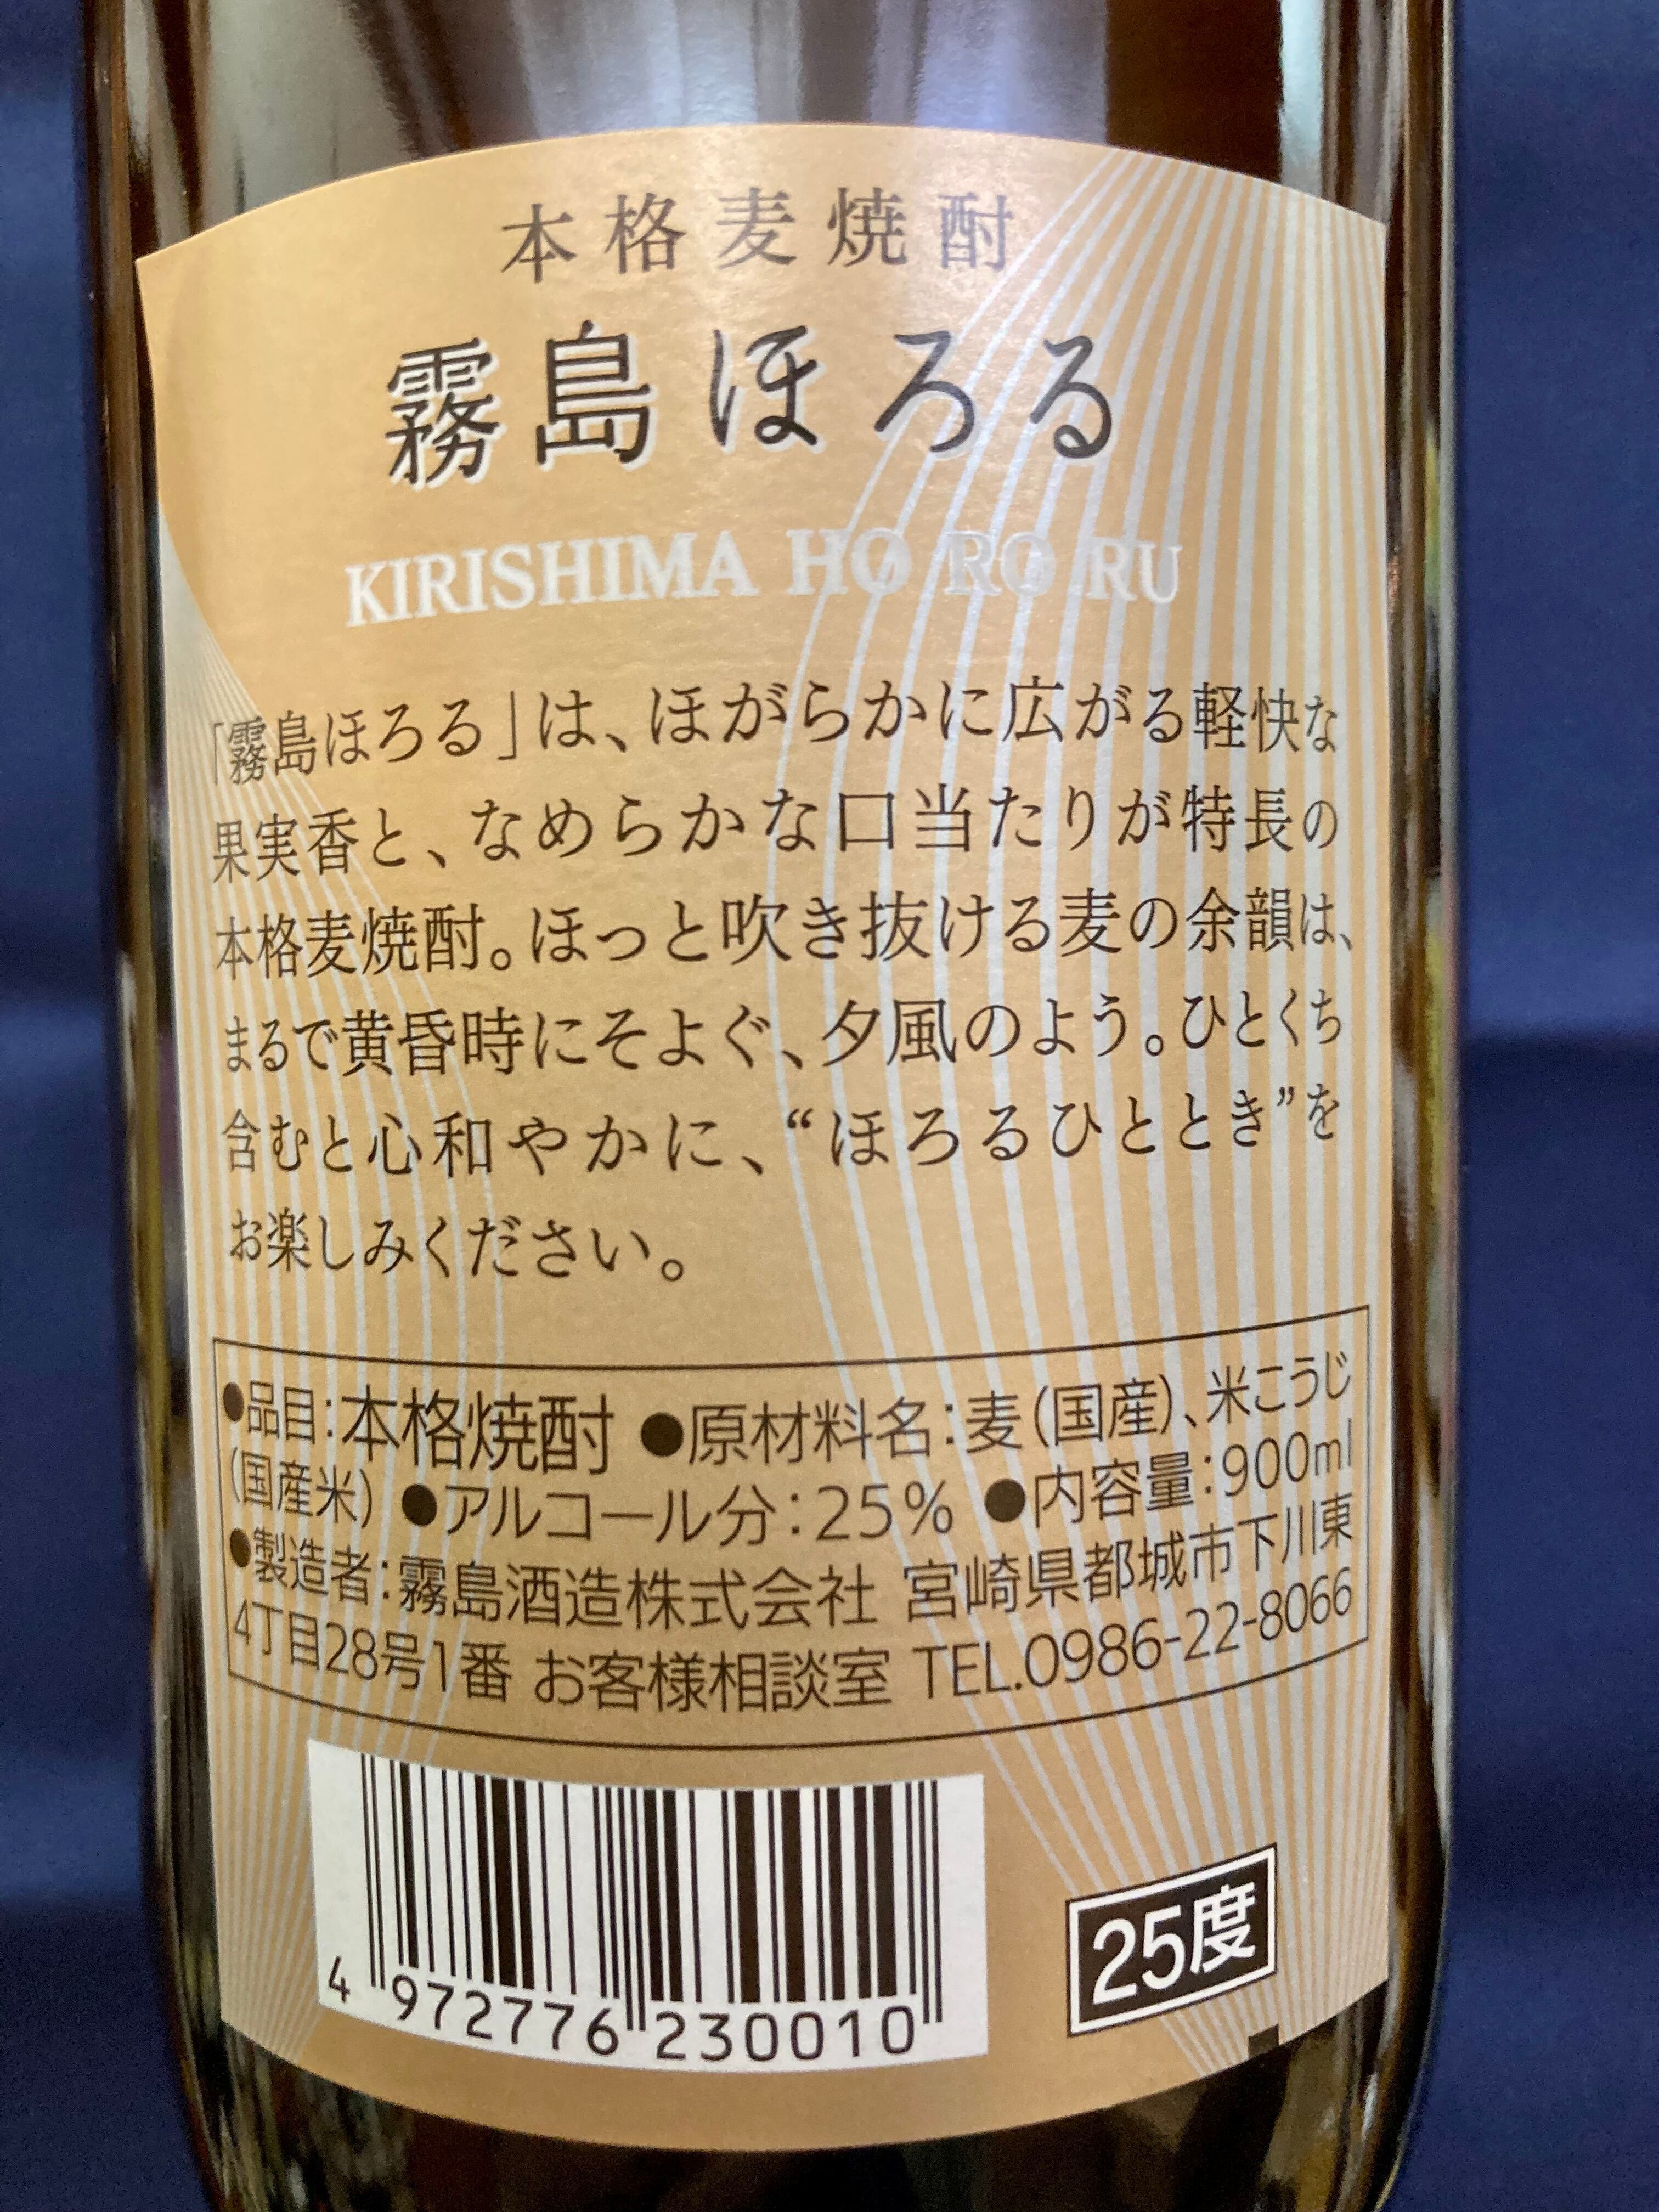 本格麦焼酎
霧島ほろる
KIRISHIMA HO RO RU
「霧島ほろる」は、ほがらかに広がる軽快な
果実香と、なめらかな口当たりが特長の
本格麦焼酎。ほっと吹き抜ける麦の余韻は、
まるで黄昏時にそよぐ、夕風のよう。ひとくち
含むと心和やかに、“ほろるひととき”を
お楽しみください。
●品目:本格焼酎 ●原材料名:麦(国産)、米こうじ
(国産米) ●アルコール分:25% ●内容量:900ml
●製造者:霧島酒造株式会社 宮崎県都城市下川東
4丁目28号1番 お客様相談室 TEL.0986-22-8066
4 972776 230010
25度